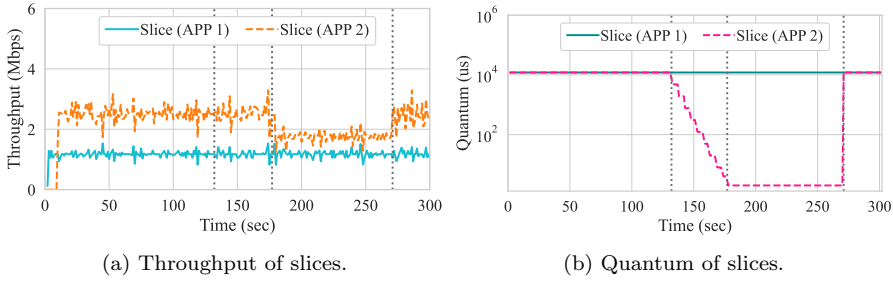 Slice (APP 1) Slice (APP 2)
Throughput (Mbps)
6
4
2
0
0 50 100 150 200 250 300
Time (sec)
(a) Throughput of slices.
Slice (APP 1) Slice (APP 2)
Quantum (us)
10^6
10^4
10^2
0 50 100 150 200 250 300
Time (sec)
(b) Quantum of slices.